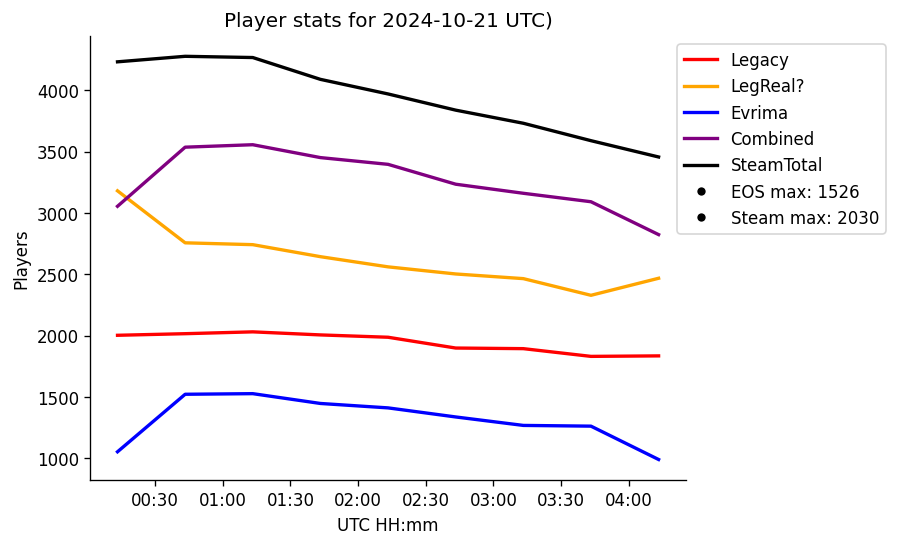 Player stats for 2024-10-21 UTC)
Legacy
LegReal?
Evrima
Combined
SteamTotal
EOS max: 1526
Steam max: 2030
Players
4000
3500
3000
2500
2000
1500
1000
00:30 01:00 01:30 02:00 02:30 03:00 03:30 04:00
UTC HH:mm